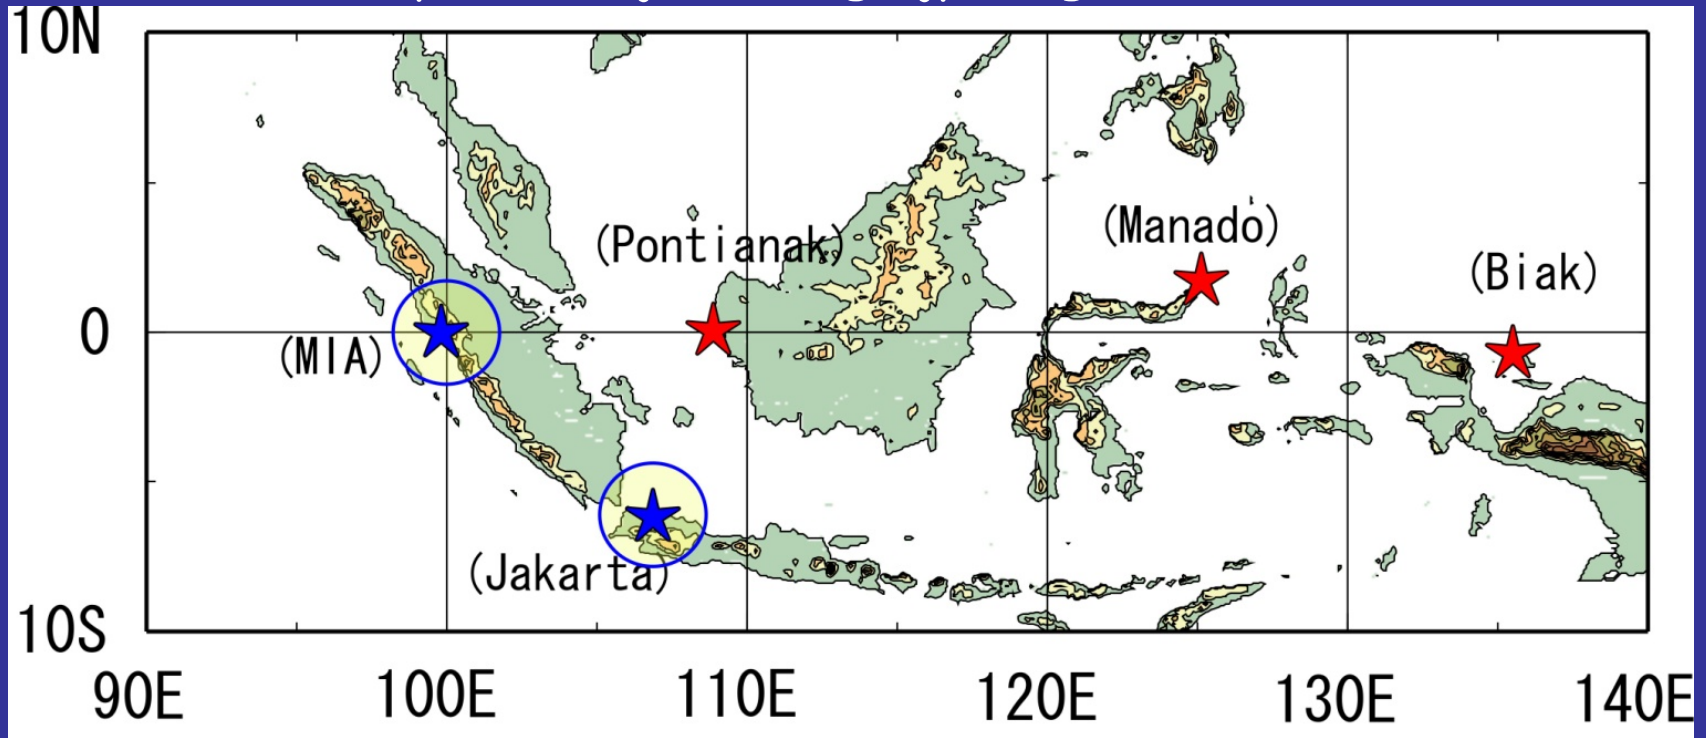 10N
(Manado)
(Pontianak)
(Biak)
0
(MIA)
(Jakarta)
10S
90E 100E 110E 120E 130E 140E